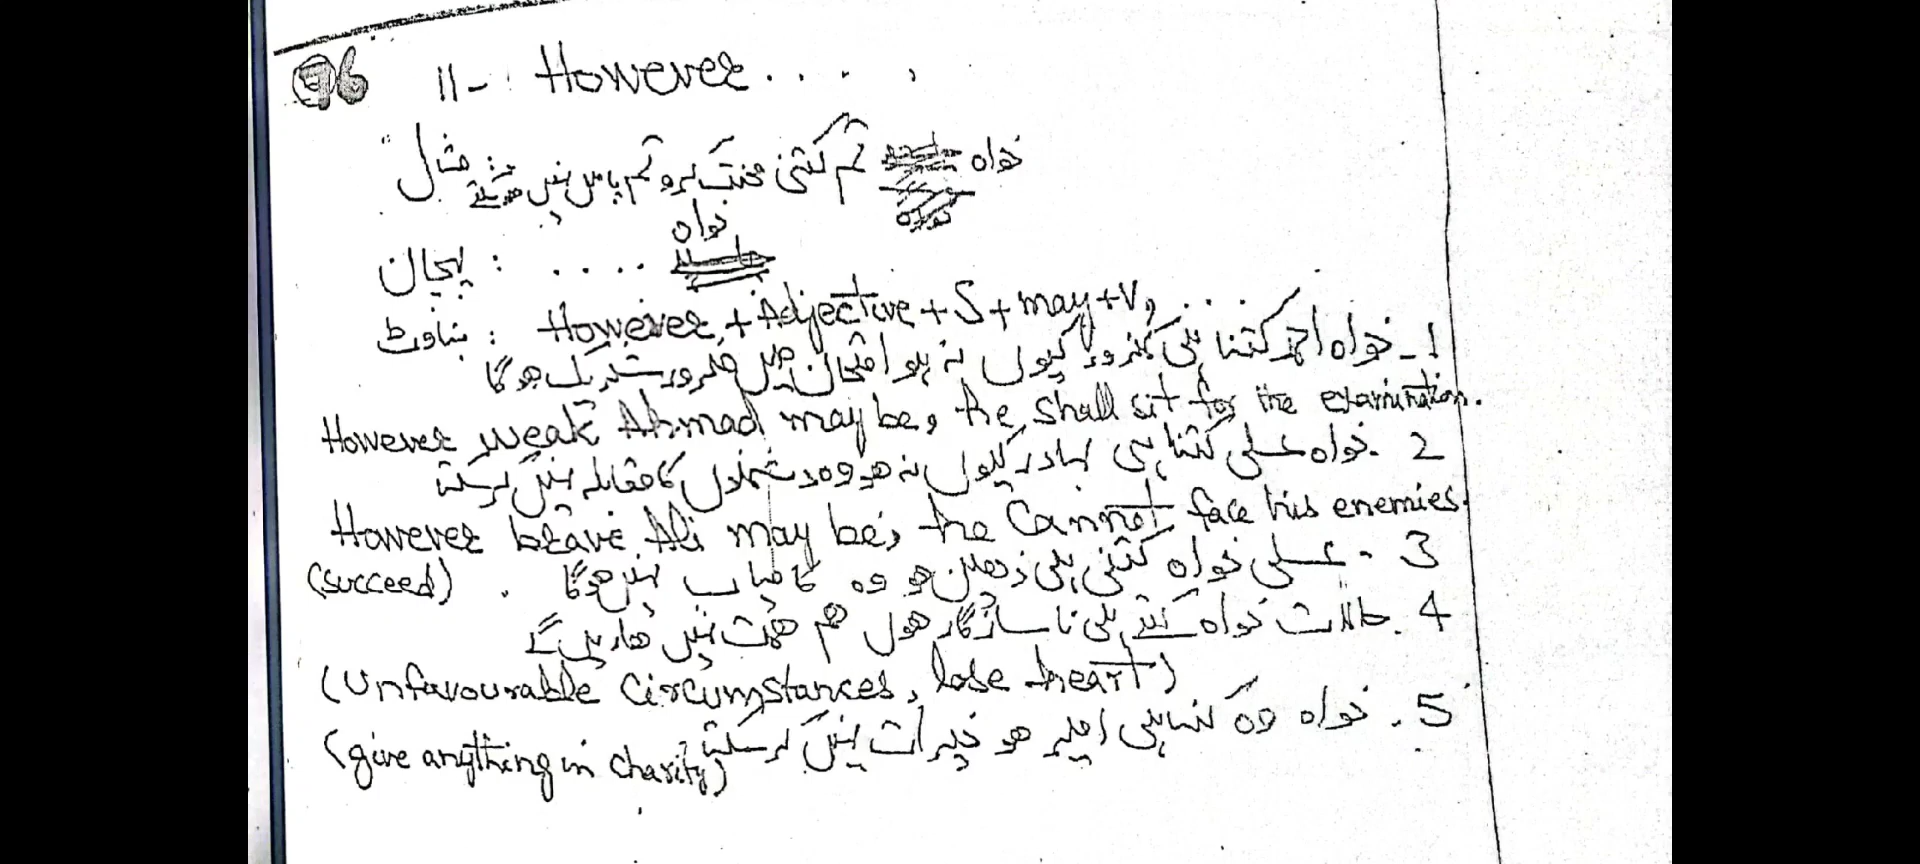 76 11- However . . . . ,
مثال : خواہ تم کتنی محنت کرو تم پاس نہیں ہو سکتے
خواہ
پہچان : . . . .
بناوٹ : However + Adjective + S + may + V, . . .
1- خواہ احمد کتنا ہی کمزور کیوں نہ ہو امتحان میں ضرور شریک ہو گا
However weak Ahmad may be, he shall sit for the examination.
2. خواہ علی کتنا ہی بہادر کیوں نہ ہو وہ دشمنوں کا مقابلہ نہیں کر سکتا
However brave Ali may be, he cannot face his enemies.
3 - علی خواہ کتنی ہی ذہین ہو وہ کامیاب نہیں ہوگا . (succeed)
4. حالات خواہ کتنے ہی ناسازگار ہوں ہم ہمت نہیں ہاریں گے
(Unfavourable Circumstances, lose heart)
5. خواہ وہ کتنا ہی امیر ہو خیرات نہیں کر سکتا
(give anything in charity)